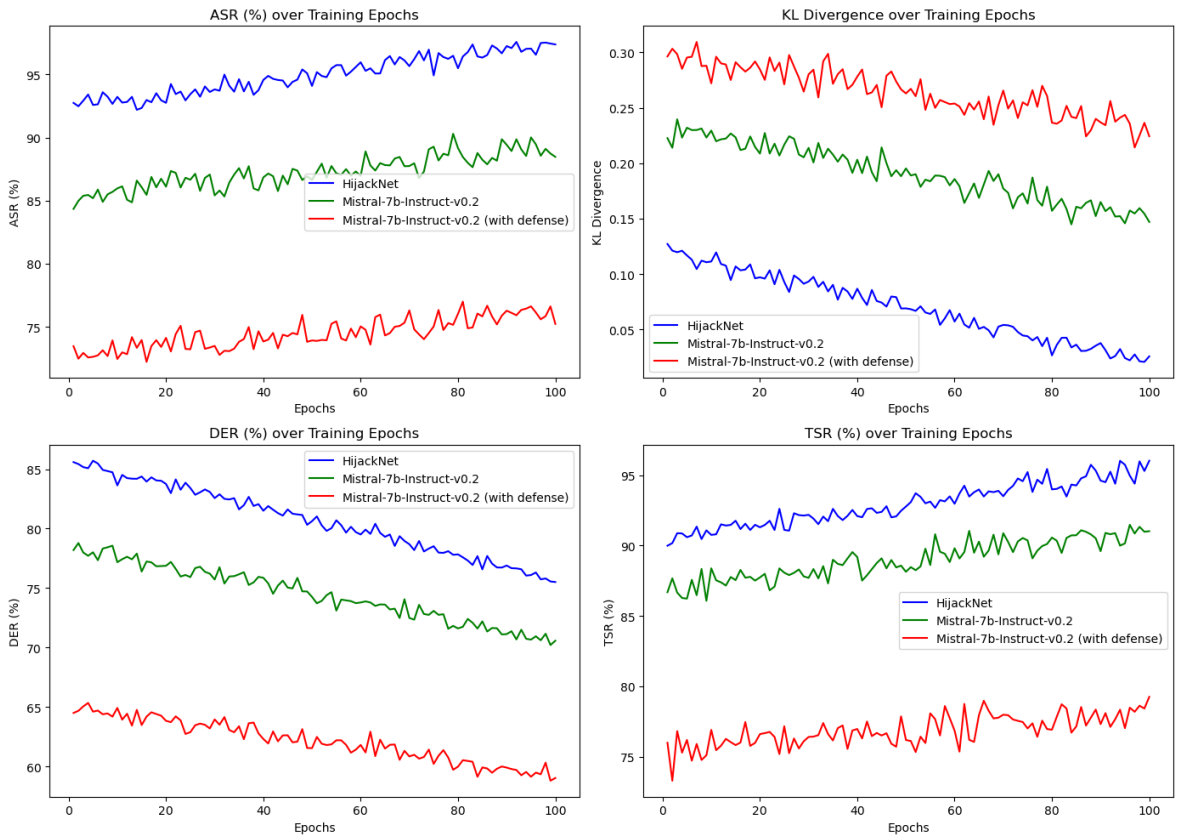 ASR (%) over Training Epochs
ASR (%)
95
90
85
80
75
HijackNet
Mistral-7b-Instruct-v0.2
Mistral-7b-Instruct-v0.2 (with defense)
0 20 40 60 80 100
Epochs
KL Divergence over Training Epochs
KL Divergence
0.30
0.25
0.20
0.15
0.10
0.05
HijackNet
Mistral-7b-Instruct-v0.2
Mistral-7b-Instruct-v0.2 (with defense)
0 20 40 60 80 100
Epochs
DER (%) over Training Epochs
DER (%)
85
80
75
70
65
60
HijackNet
Mistral-7b-Instruct-v0.2
Mistral-7b-Instruct-v0.2 (with defense)
0 20 40 60 80 100
Epochs
TSR (%) over Training Epochs
TSR (%)
95
90
85
80
75
HijackNet
Mistral-7b-Instruct-v0.2
Mistral-7b-Instruct-v0.2 (with defense)
0 20 40 60 80 100
Epochs